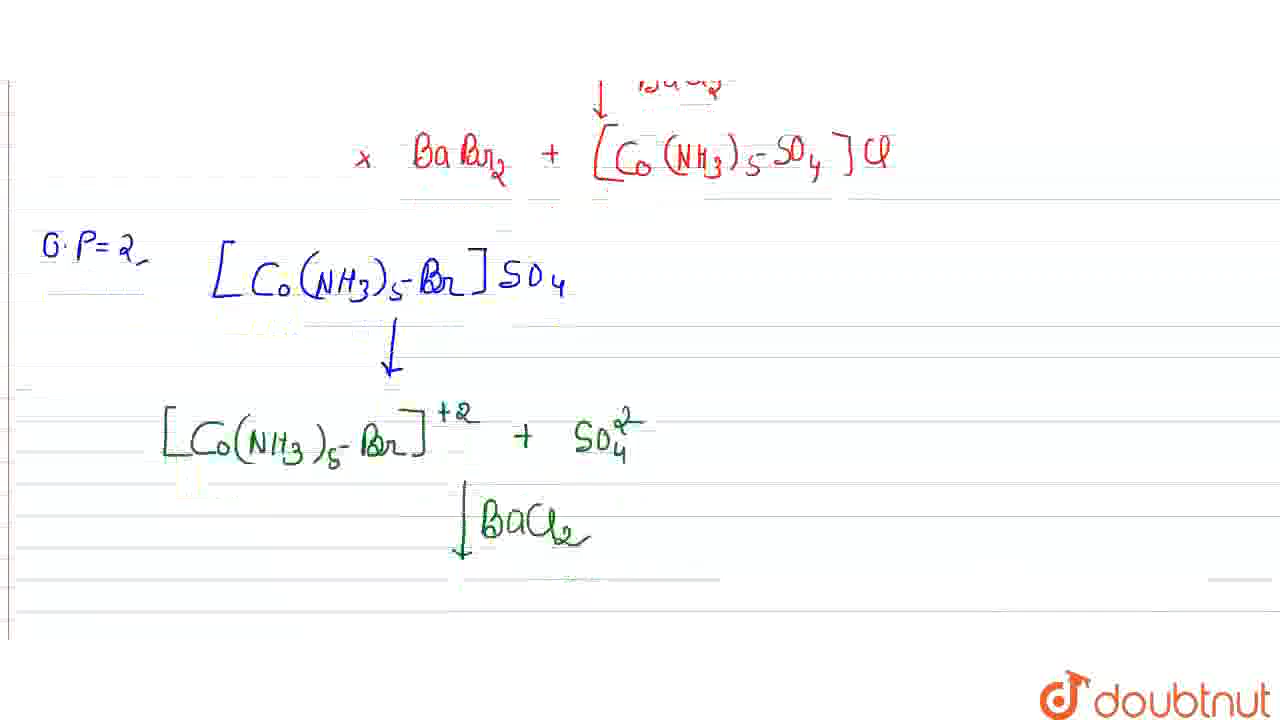 x BaBr2 + [Co(NH3)5-SO4]Cl
O.P=2 [Co(NH3)5-Br]SO4
[Co(NH3)5-Br]+2 + SO4 2
BaCl2
doubtnut